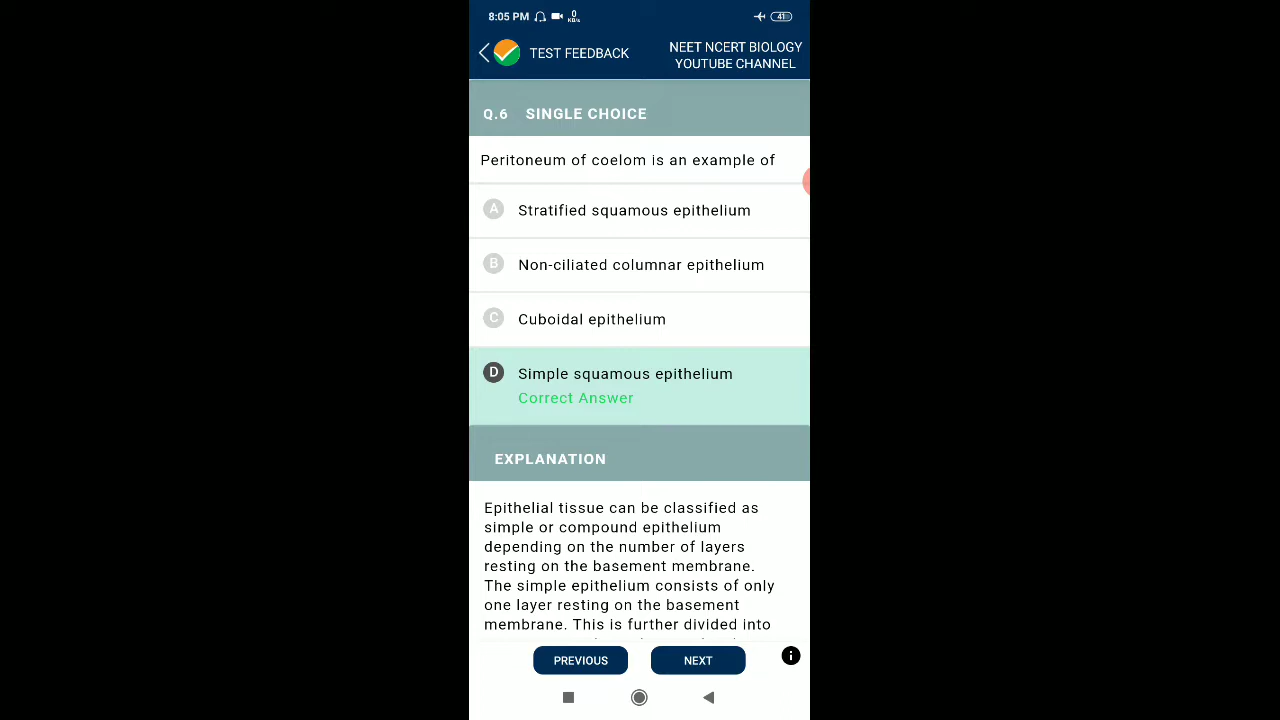 8:05 PM 0 KB/s 41
TEST FEEDBACK
NEET NCERT BIOLOGY
YOUTUBE CHANNEL
Q.6 SINGLE CHOICE
Peritoneum of coelom is an example of
A Stratified squamous epithelium
B Non-ciliated columnar epithelium
C Cuboidal epithelium
D Simple squamous epithelium
Correct Answer
EXPLANATION
Epithelial tissue can be classified as
simple or compound epithelium
depending on the number of layers
resting on the basement membrane.
The simple epithelium consists of only
one layer resting on the basement
membrane. This is further divided into
PREVIOUS NEXT